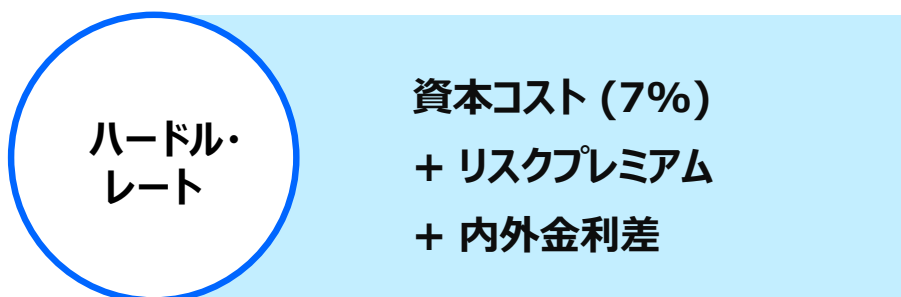 ハードル・
レート
資本コスト (7%)
+ リスクプレミアム
+ 内外金利差